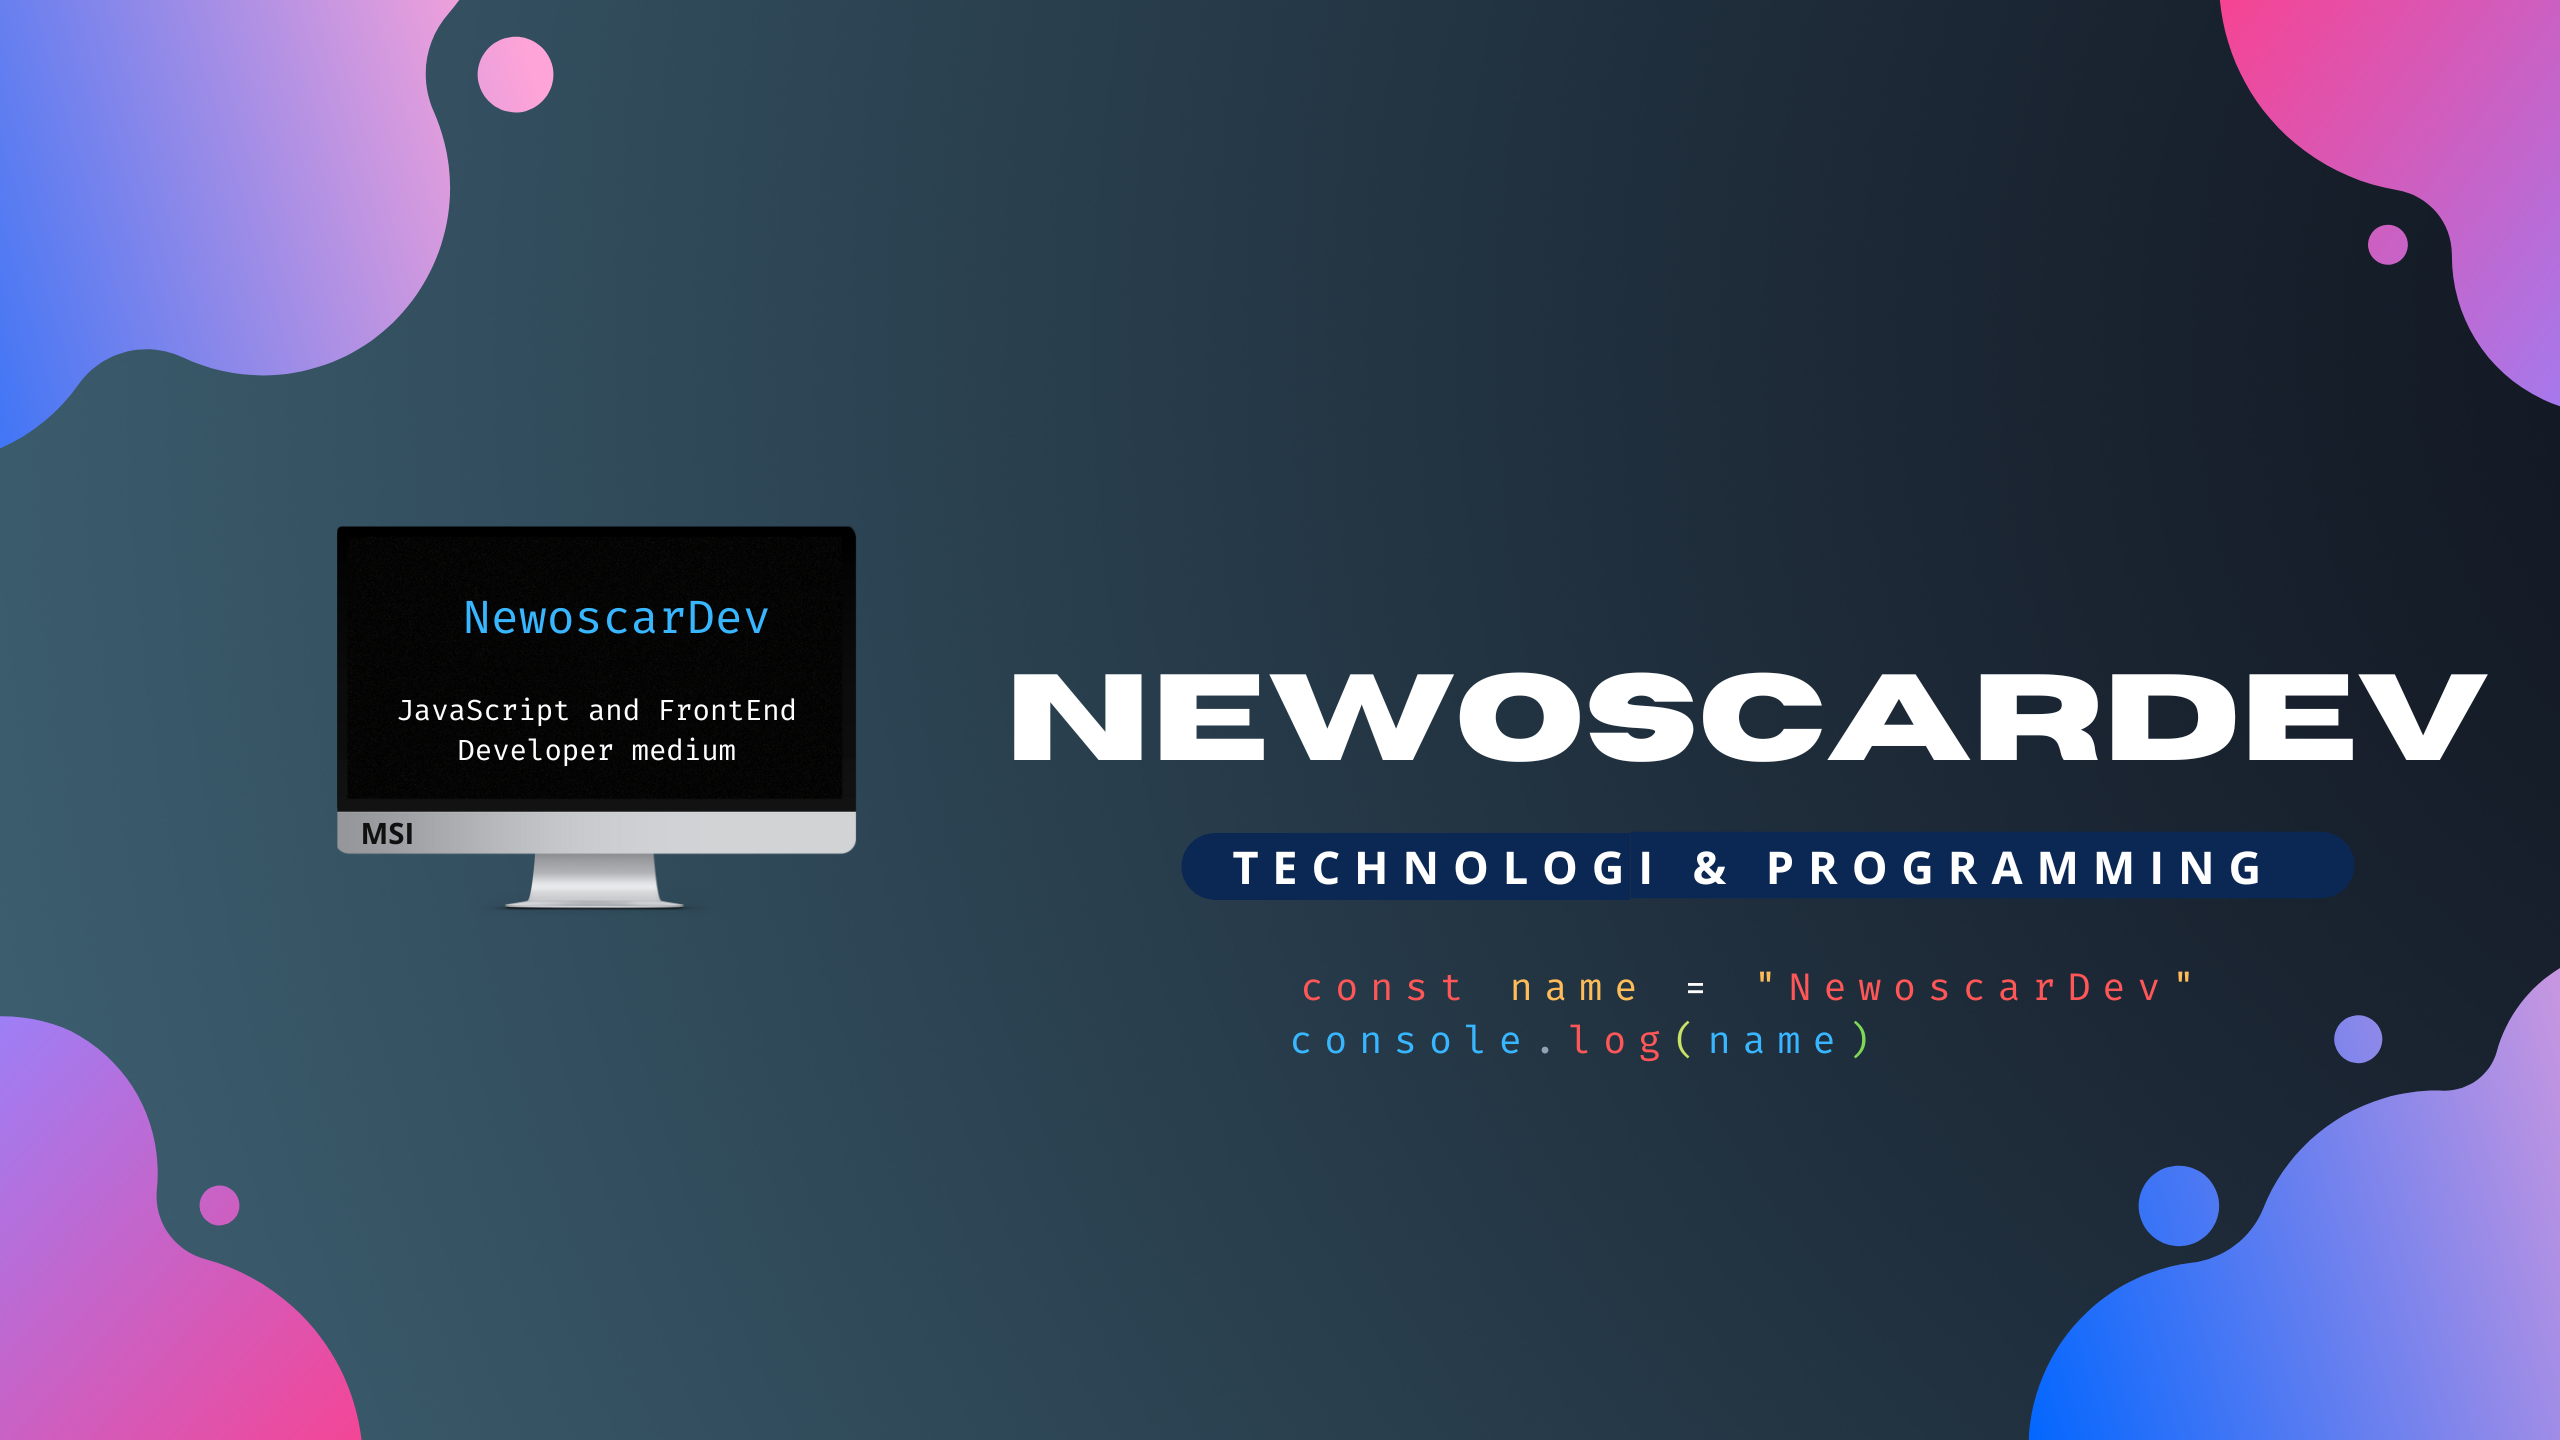 NewoscarDev
JavaScript and FrontEnd
Developer medium
MSI
NEWOSCARDEV
TECHNOLOGI & PROGRAMMING
const name = "NewoscarDev"
console.log(name)